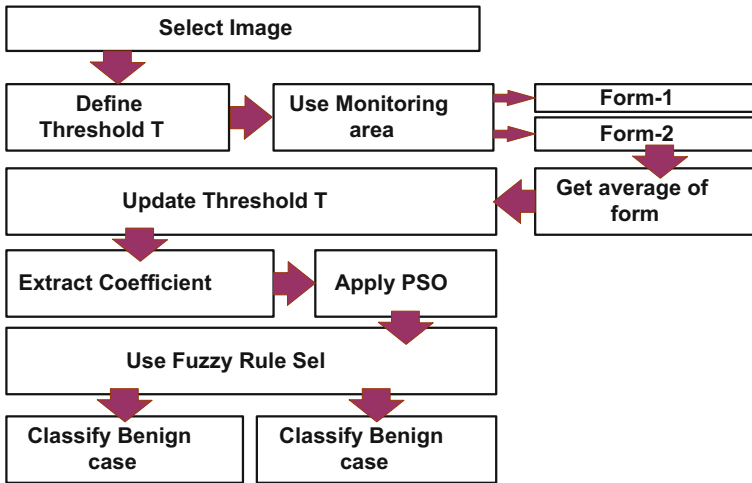 Select Image
Define
Threshold T
Use Monitoring
area
Form-1
Form-2
Get average of
form
Update Threshold T
Extract Coefficient
Apply PSO
Use Fuzzy Rule Sel
Classify Benign
case
Classify Benign
case